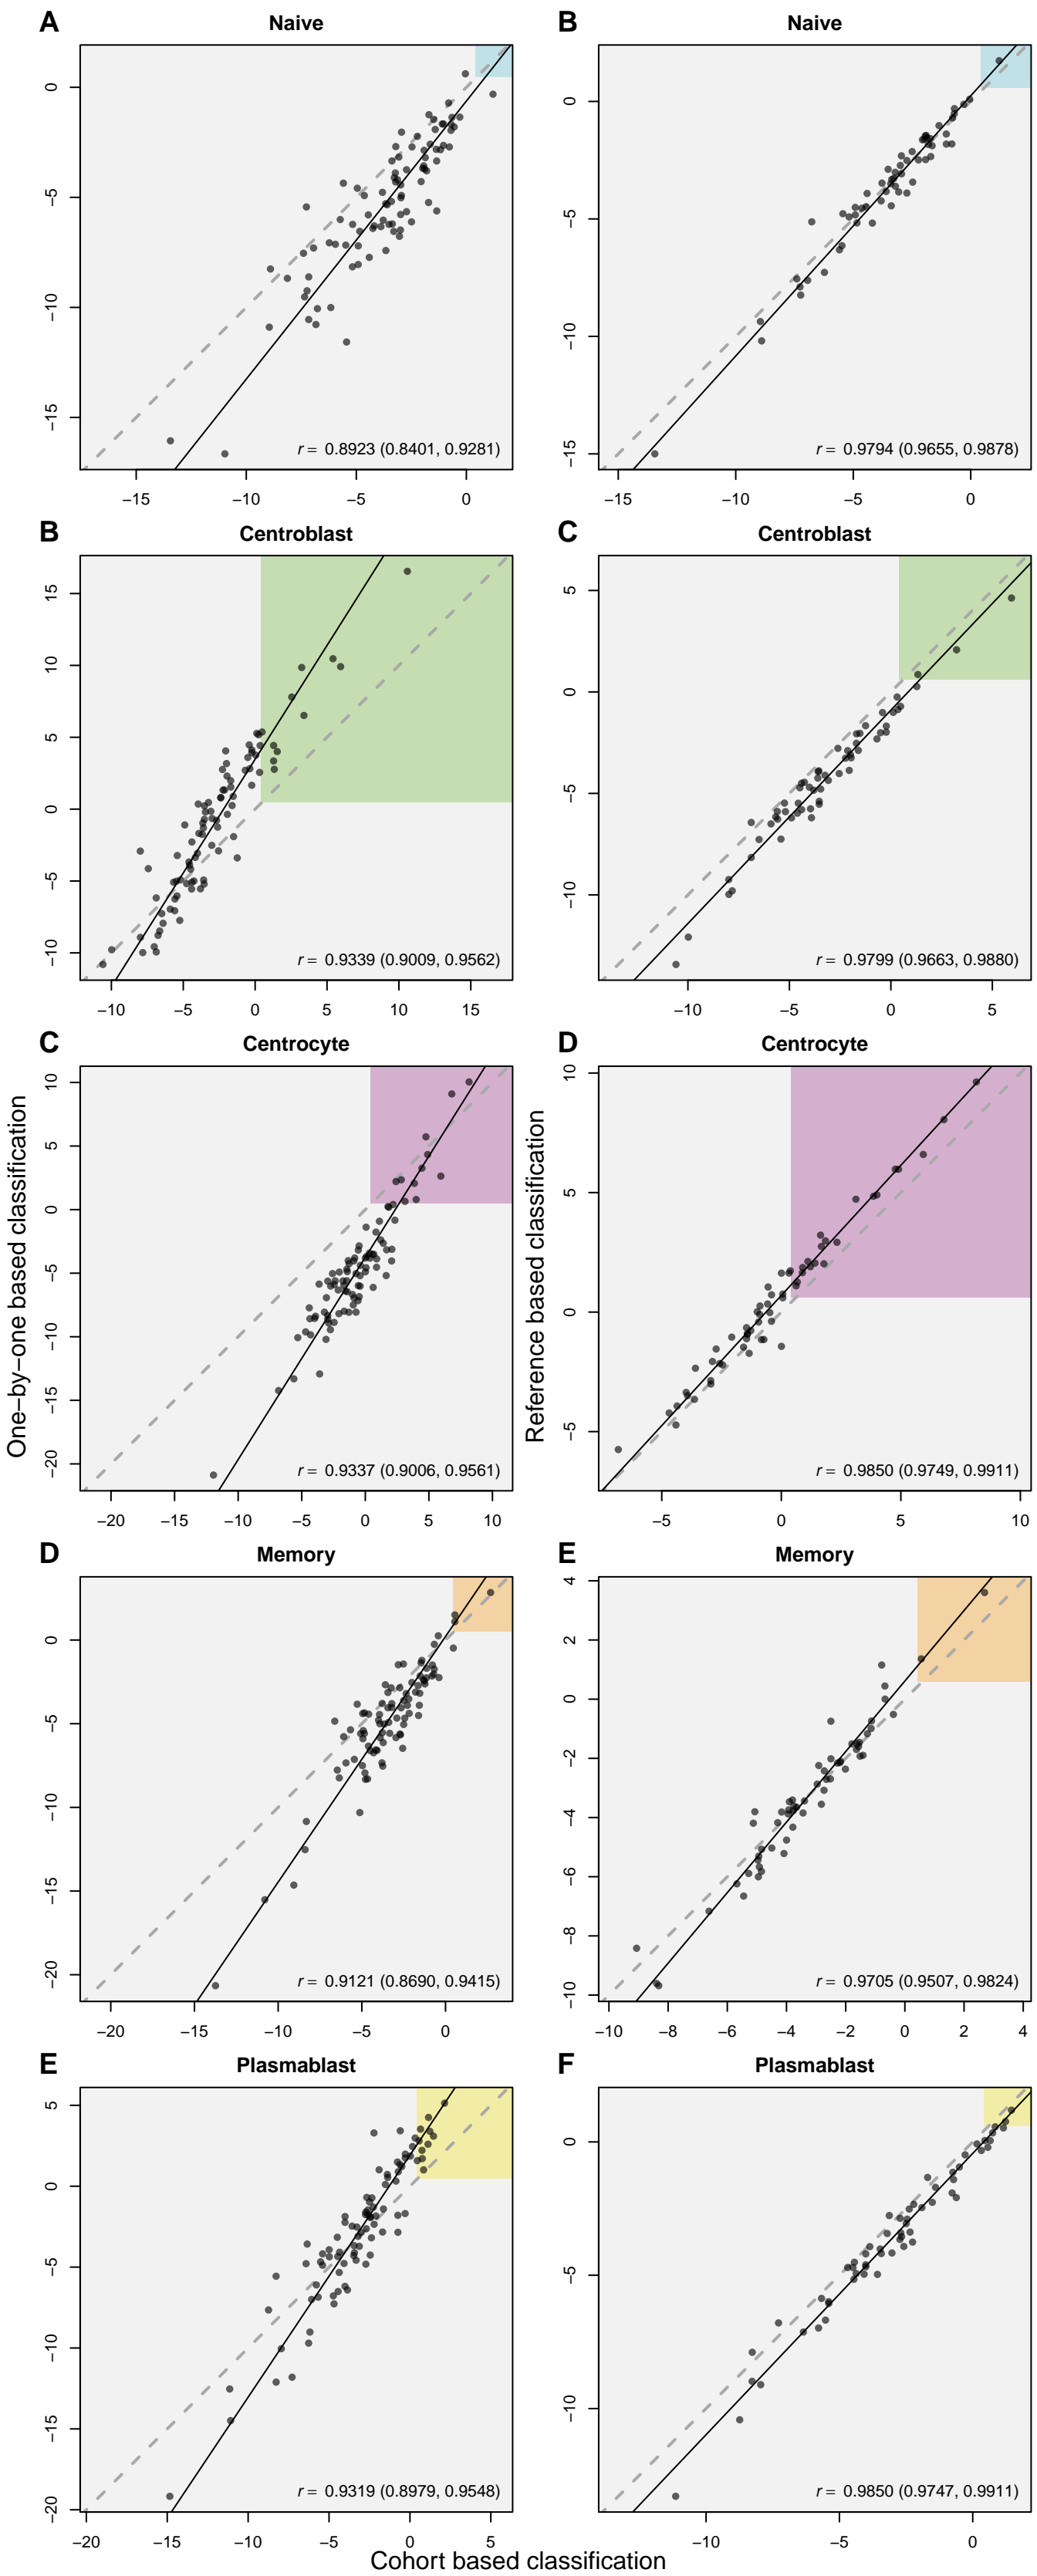 A Naive
0
−5
−10
−15
r = 0.8923 (0.8401, 0.9281)
−15 −10 −5 0
B Naive
0
−5
−10
−15
r = 0.9794 (0.9655, 0.9878)
−15 −10 −5 0
B Centroblast
15
10
5
0
−5
−10
r = 0.9339 (0.9009, 0.9562)
−10 −5 0 5 10 15
C Centroblast
5
0
−5
−10
r = 0.9799 (0.9663, 0.9880)
−10 −5 0 5
C Centrocyte
One−by−one based classification
10
5
0
−5
−10
−15
−20
r = 0.9337 (0.9006, 0.9561)
−20 −15 −10 −5 0 5 10
D Centrocyte
Reference based classification
10
5
0
−5
r = 0.9850 (0.9749, 0.9911)
−5 0 5 10
D Memory
0
−5
−10
−15
−20
r = 0.9121 (0.8690, 0.9415)
−20 −15 −10 −5 0
E Memory
4
2
0
−2
−4
−6
−8
−10
r = 0.9705 (0.9507, 0.9824)
−10 −8 −6 −4 −2 0 2 4
E Plasmablast
5
0
−5
−10
−15
−20
r = 0.9319 (0.8979, 0.9548)
−20 −15 −10 −5 0 5
F Plasmablast
0
−5
−10
r = 0.9850 (0.9747, 0.9911)
−10 −5 0
Cohort based classification